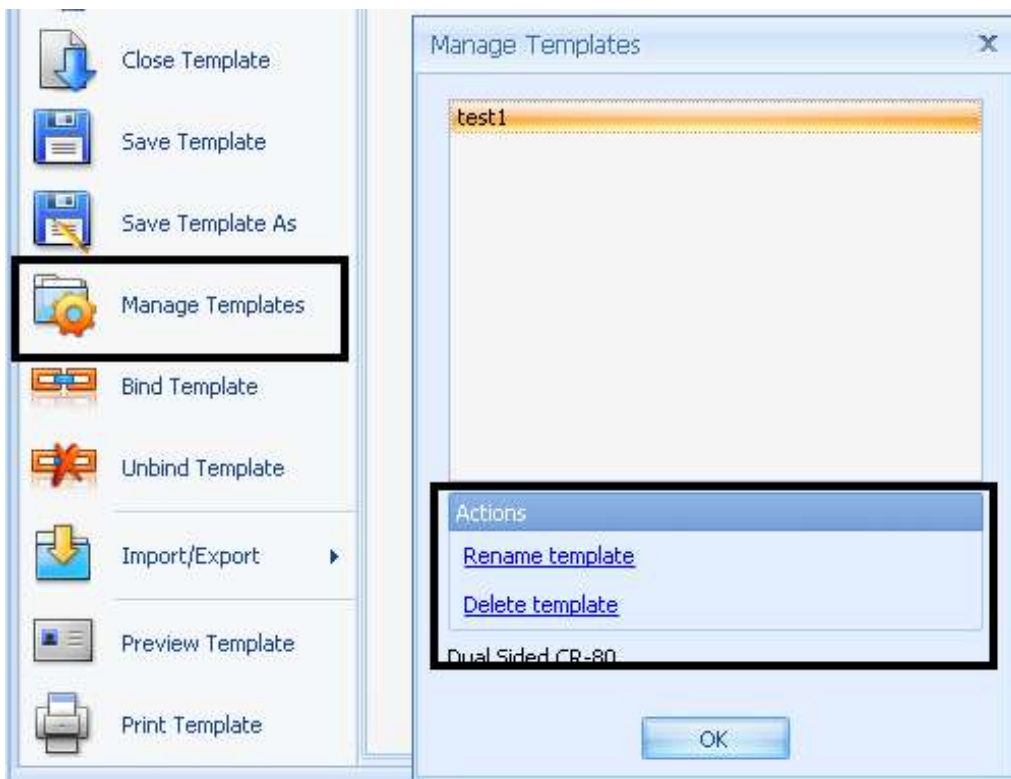 Close Template
Save Template
Save Template As
Manage Templates
Bind Template
Unbind Template
Import/Export
Preview Template
Print Template
Manage Templates
test1
Actions
Rename template
Delete template
Dual Sided CR-80
OK